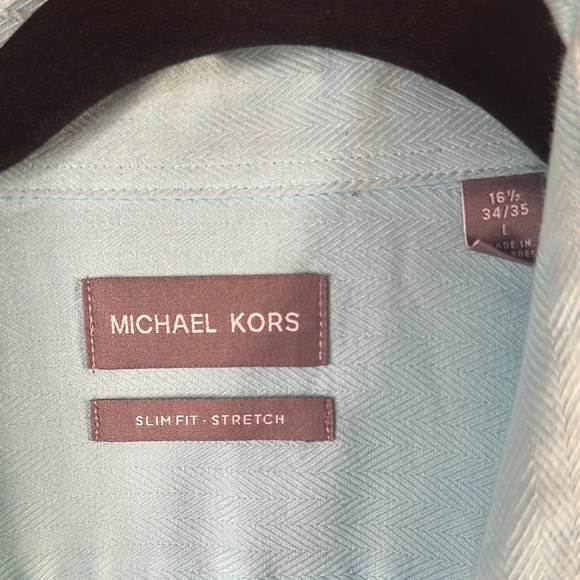 16½
34/35
L
MADE IN
MICHAEL KORS
SLIM FIT · STRETCH